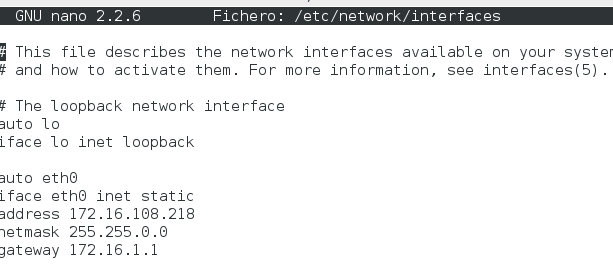 GNU nano 2.2.6 Fichero: /etc/network/interfaces
# This file describes the network interfaces available on your system
# and how to activate them. For more information, see interfaces(5).
# The loopback network interface
auto lo
iface lo inet loopback
auto eth0
iface eth0 inet static
address 172.16.108.218
netmask 255.255.0.0
gateway 172.16.1.1